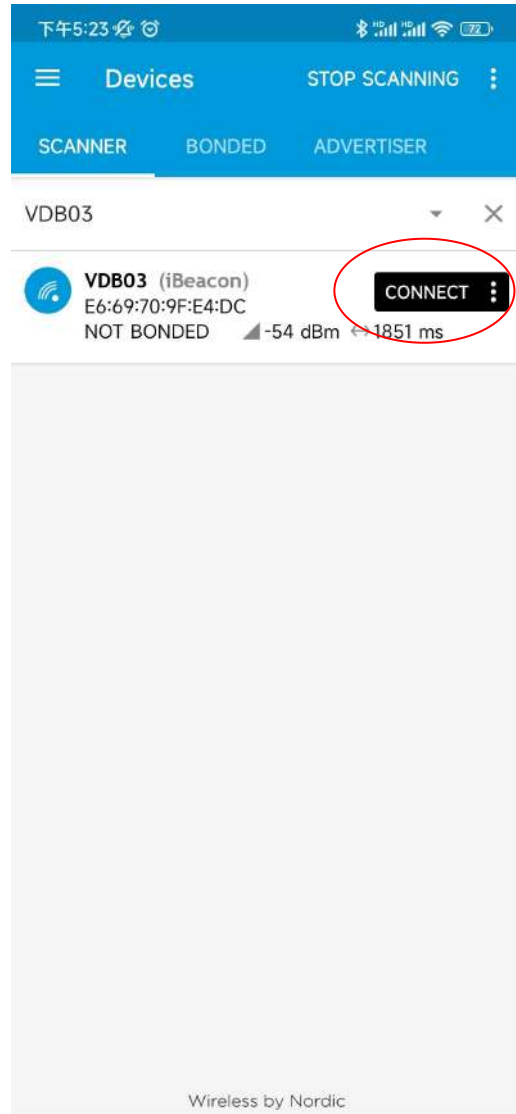 下午5:23 72
Devices STOP SCANNING
SCANNER BONDED ADVERTISER
VDB03
VDB03 (iBeacon) CONNECT
E6:69:70:9F:E4:DC
NOT BONDED -54 dBm ↔1851 ms
Wireless by Nordic